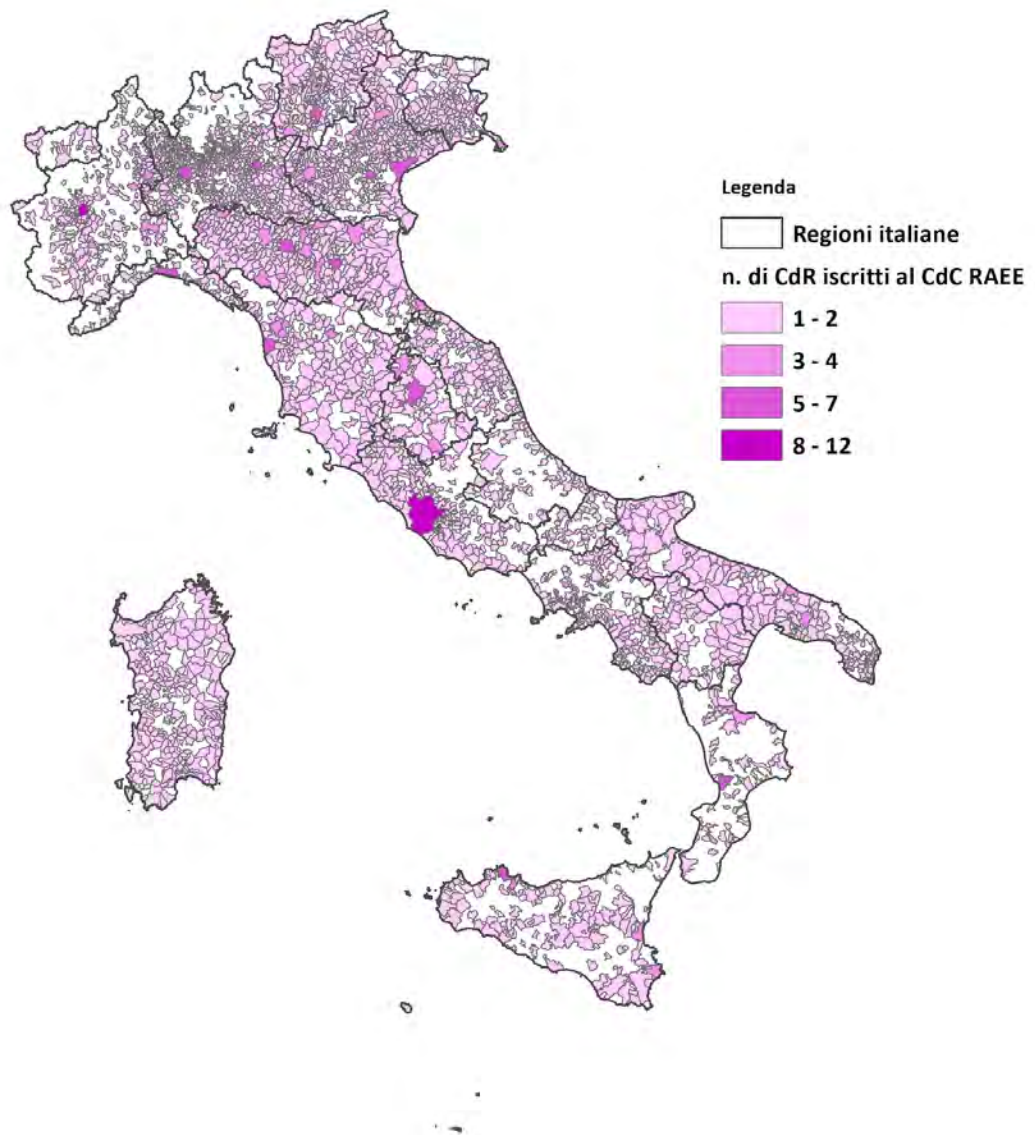 Legenda
Regioni italiane
n. di CdR iscritti al CdC RAEE
1 - 2
3 - 4
5 - 7
8 - 12